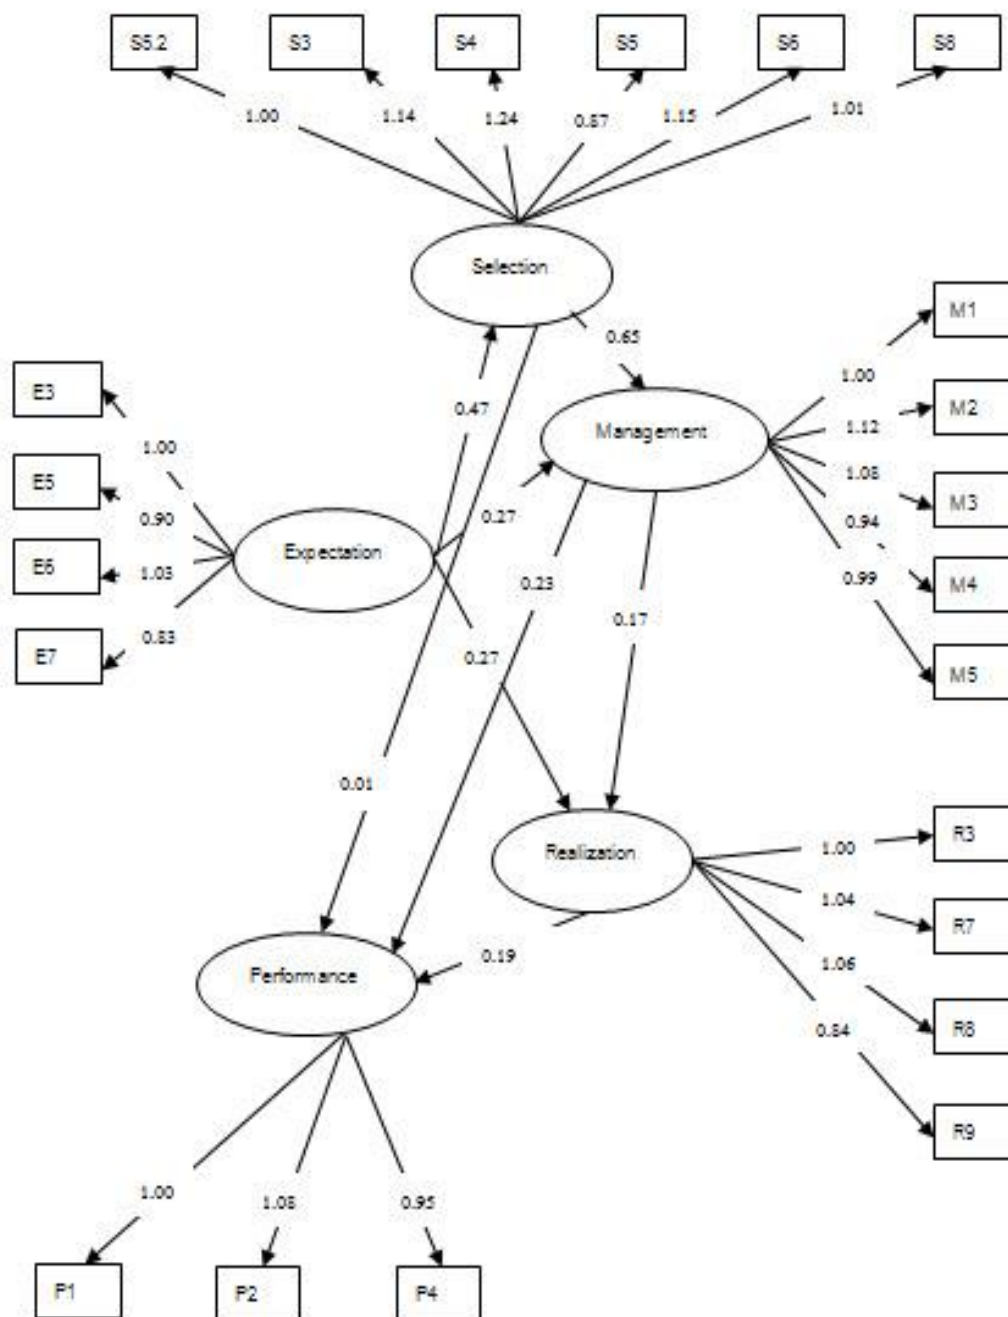 S5.2
S3
S4
S5
S6
S8
1.00
1.14
1.24
0.87
1.15
1.01
Selection
M1
0.65
E3
1.00
M2
0.47
Management
1.12
1.00
E5
1.08
M3
0.90
0.27
0.94
Expectation
E6
1.03
0.23
0.99
M4
0.17
0.83
E7
0.27
M5
0.01
R3
Reallization
1.00
1.04
R7
0.19
1.06
Performance
R8
0.84
R9
1.00
1.08
0.95
P1
P2
P4